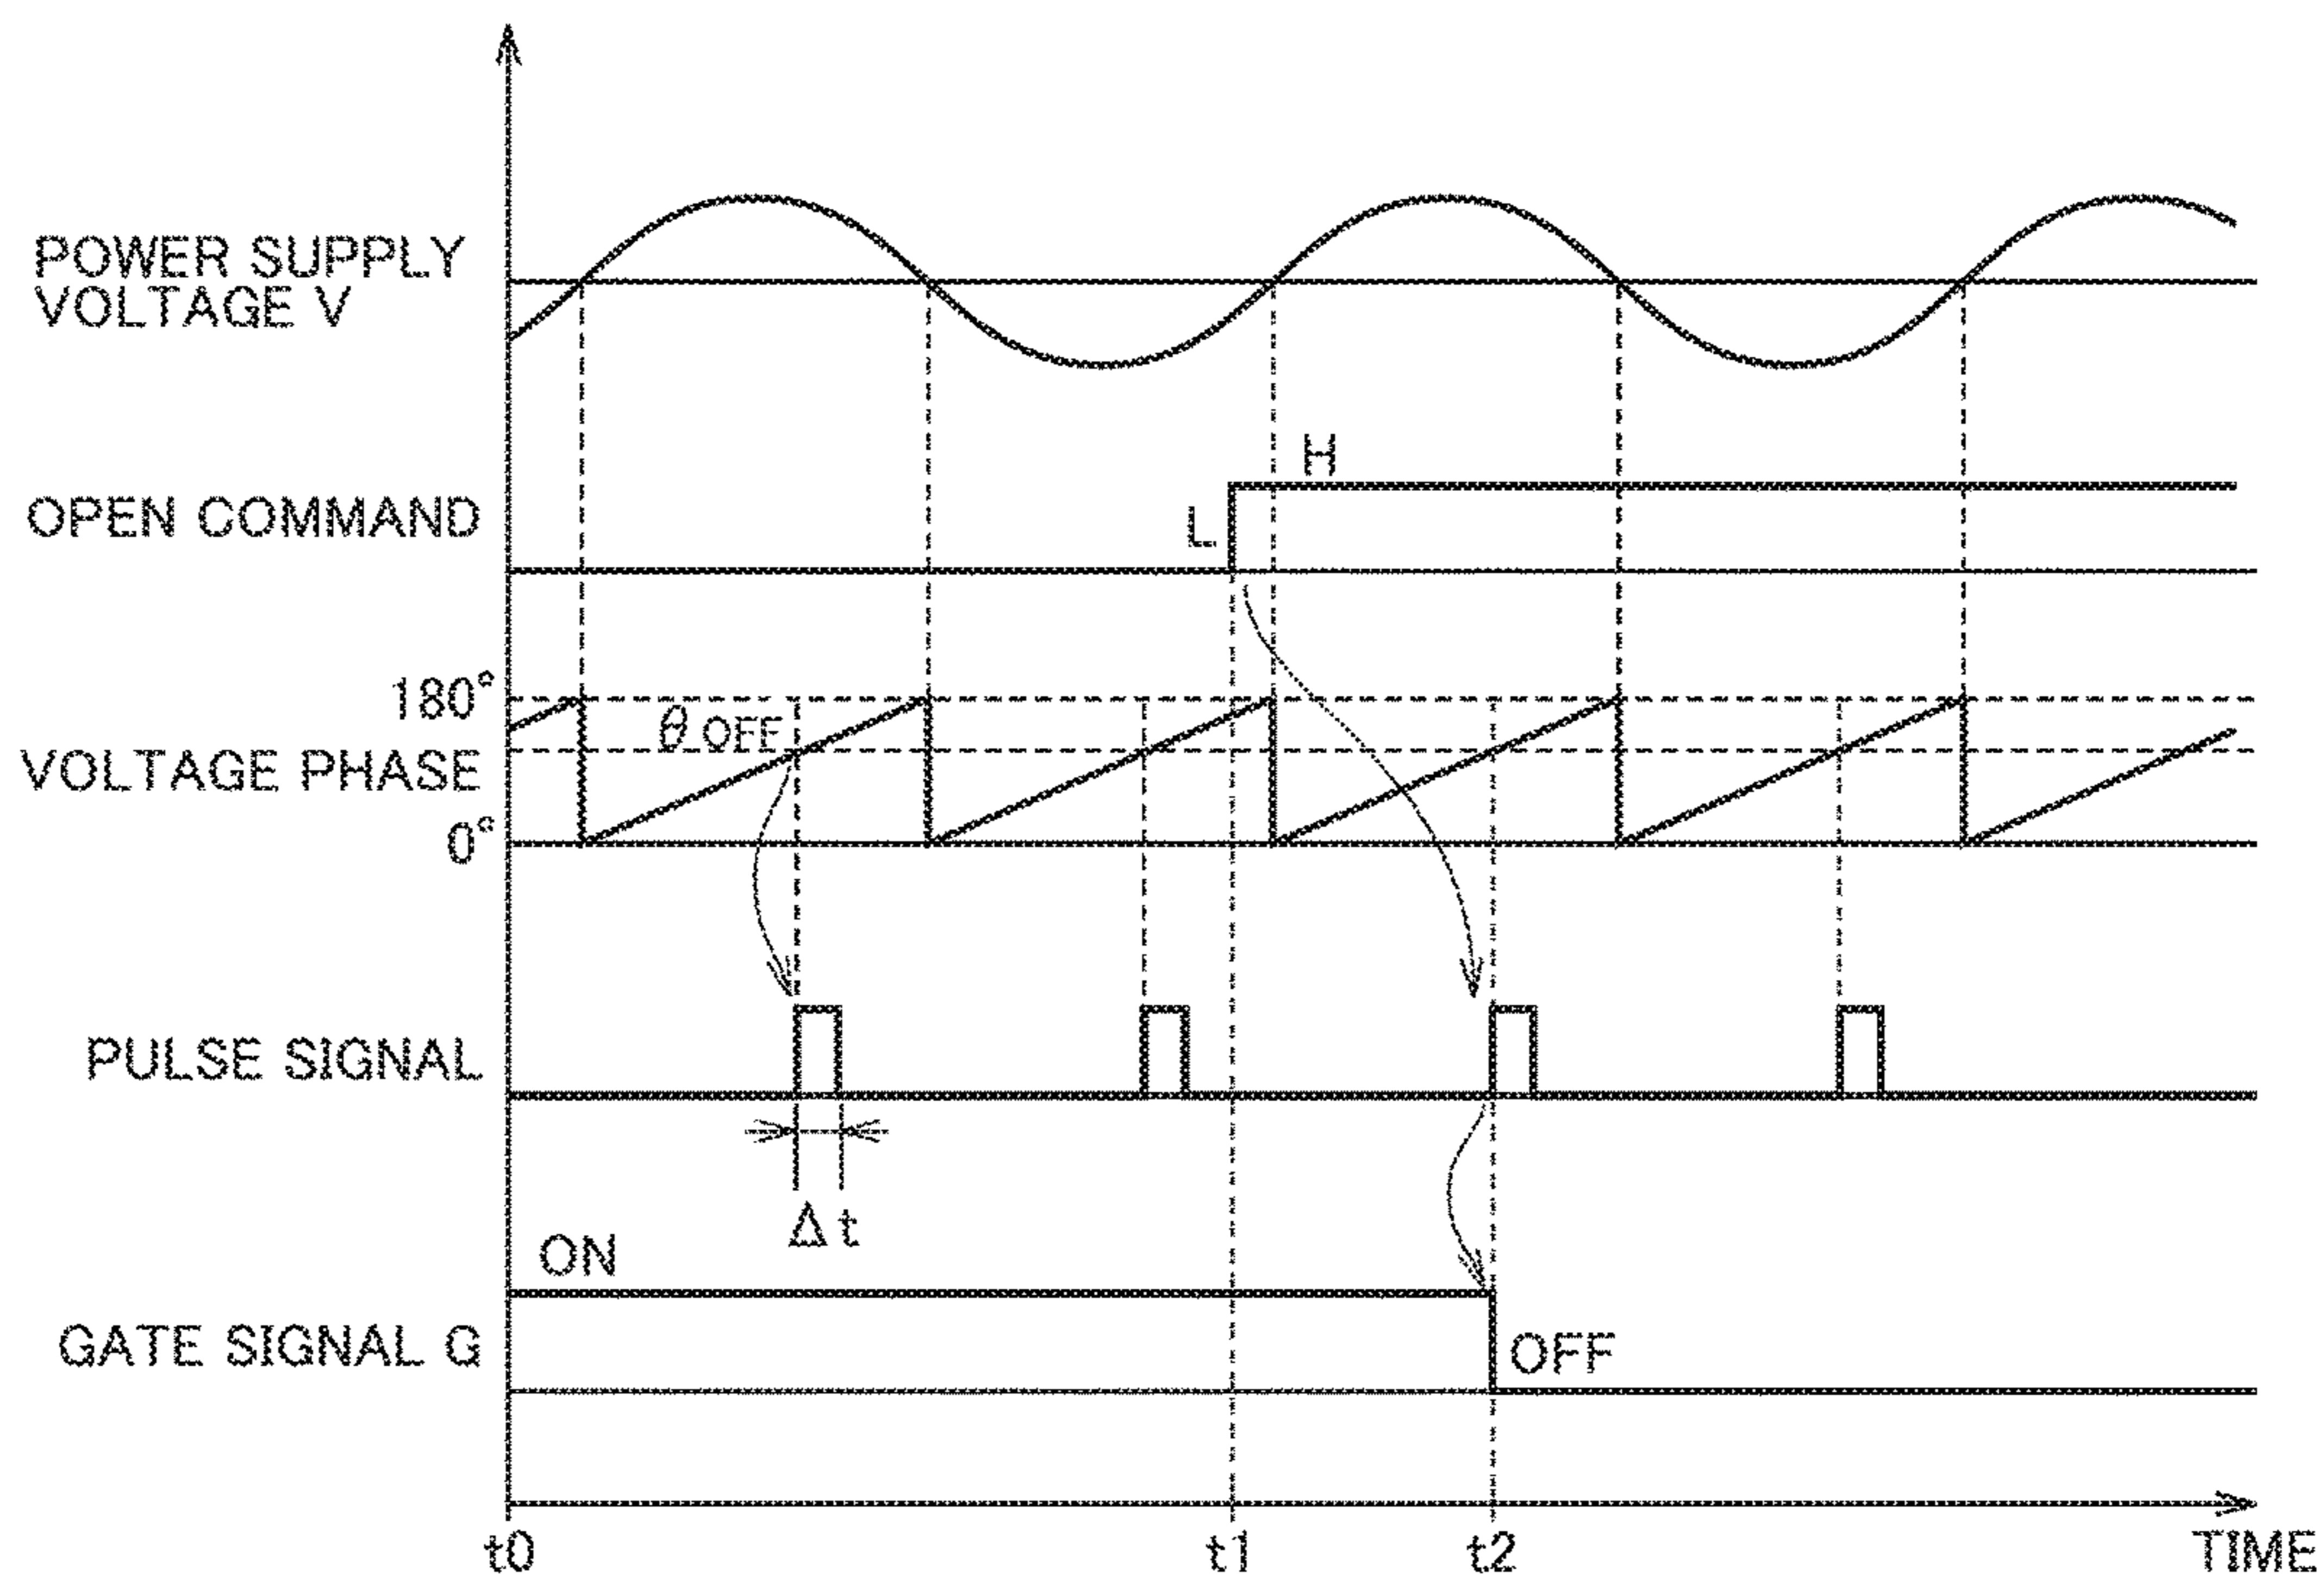 POWER SUPPLY
VOLTAGE V
H
L
OPEN COMMAND
180°
θ OFF
VOLTAGE PHASE
0°
PULSE SIGNAL
Δt
ON
GATE SIGNAL G
OFF
t0
t1
t2
TIME